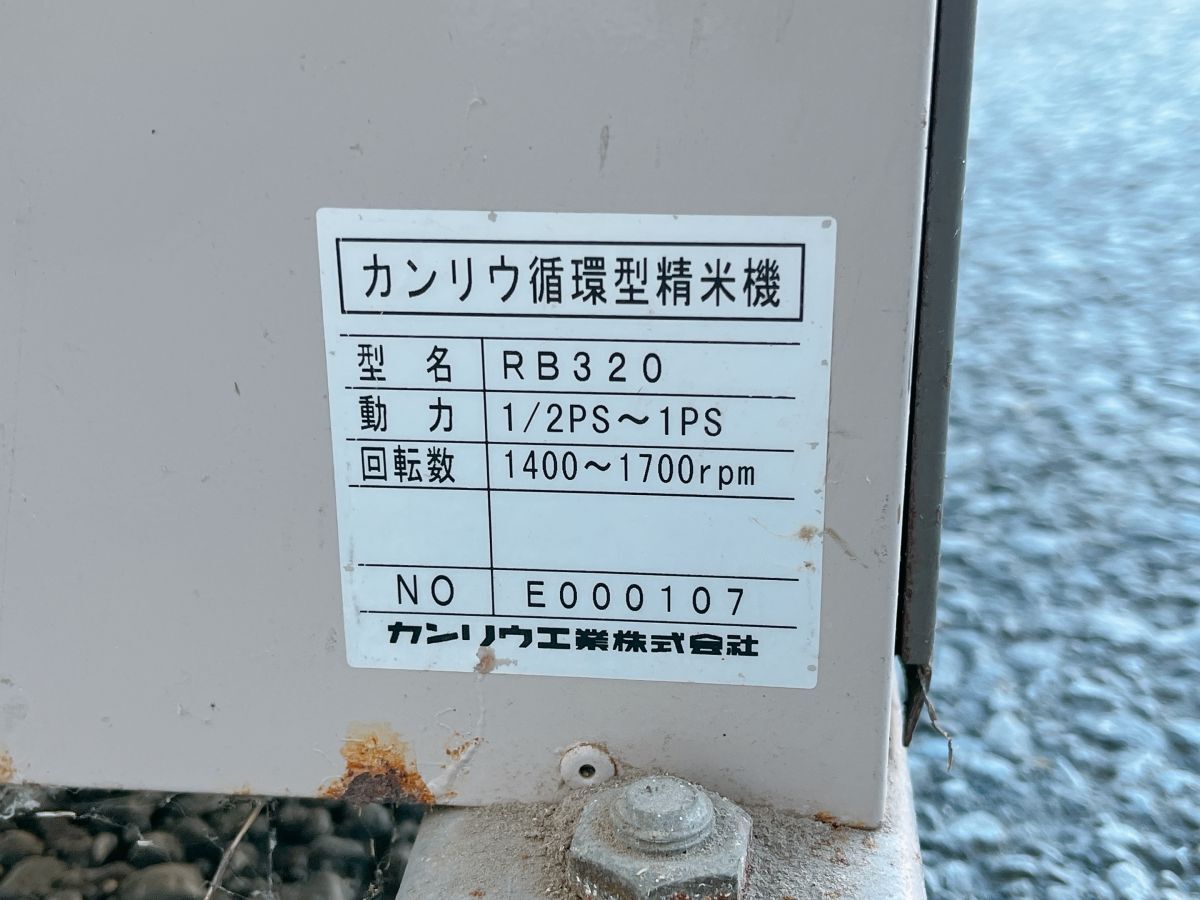 カンリウ循環型精米機
型名 RB320
動力 1/2PS～1PS
回転数 1400～1700rpm
NO E000107
カンリウ工業株式会社